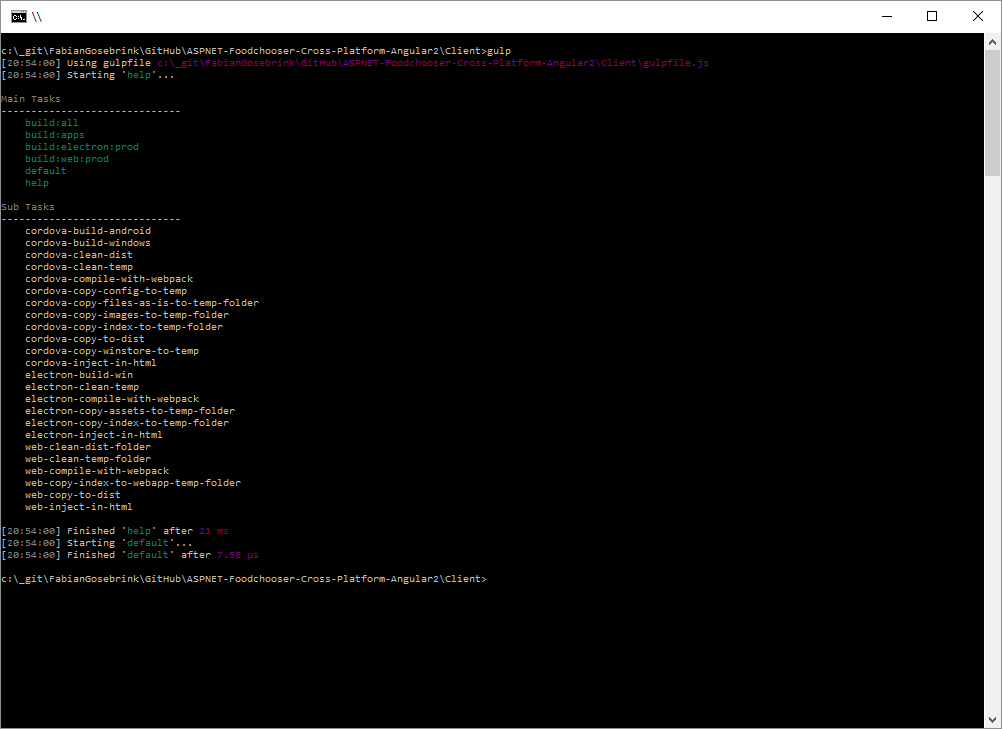 \\
c:\_git\FabianGosebrink\GitHub\ASPNET-Foodchooser-Cross-Platform-Angular2\Client>gulp
[20:54:00] Using gulpfile c:\_git\FabianGosebrink\GitHub\ASPNET-Foodchooser-Cross-Platform-Angular2\Client\gulpfile.js
[20:54:00] Starting 'help'...
Main Tasks
------------------------------
build:all
build:apps
build:electron:prod
build:web:prod
default
help
Sub Tasks
------------------------------
cordova-build-android
cordova-build-windows
cordova-clean-dist
cordova-clean-temp
cordova-compile-with-webpack
cordova-copy-config-to-temp
cordova-copy-files-as-is-to-temp-folder
cordova-copy-images-to-temp-folder
cordova-copy-index-to-temp-folder
cordova-copy-to-dist
cordova-copy-winstore-to-temp
cordova-inject-in-html
electron-build-win
electron-clean-temp
electron-compile-with-webpack
electron-copy-assets-to-temp-folder
electron-copy-index-to-temp-folder
electron-inject-in-html
web-clean-dist-folder
web-clean-temp-folder
web-compile-with-webpack
web-copy-index-to-webapp-temp-folder
web-copy-to-dist
web-inject-in-html
[20:54:00] Finished 'help' after 21 ms
[20:54:00] Starting 'default'...
[20:54:00] Finished 'default' after 7.58 μs
c:\_git\FabianGosebrink\GitHub\ASPNET-Foodchooser-Cross-Platform-Angular2\Client>